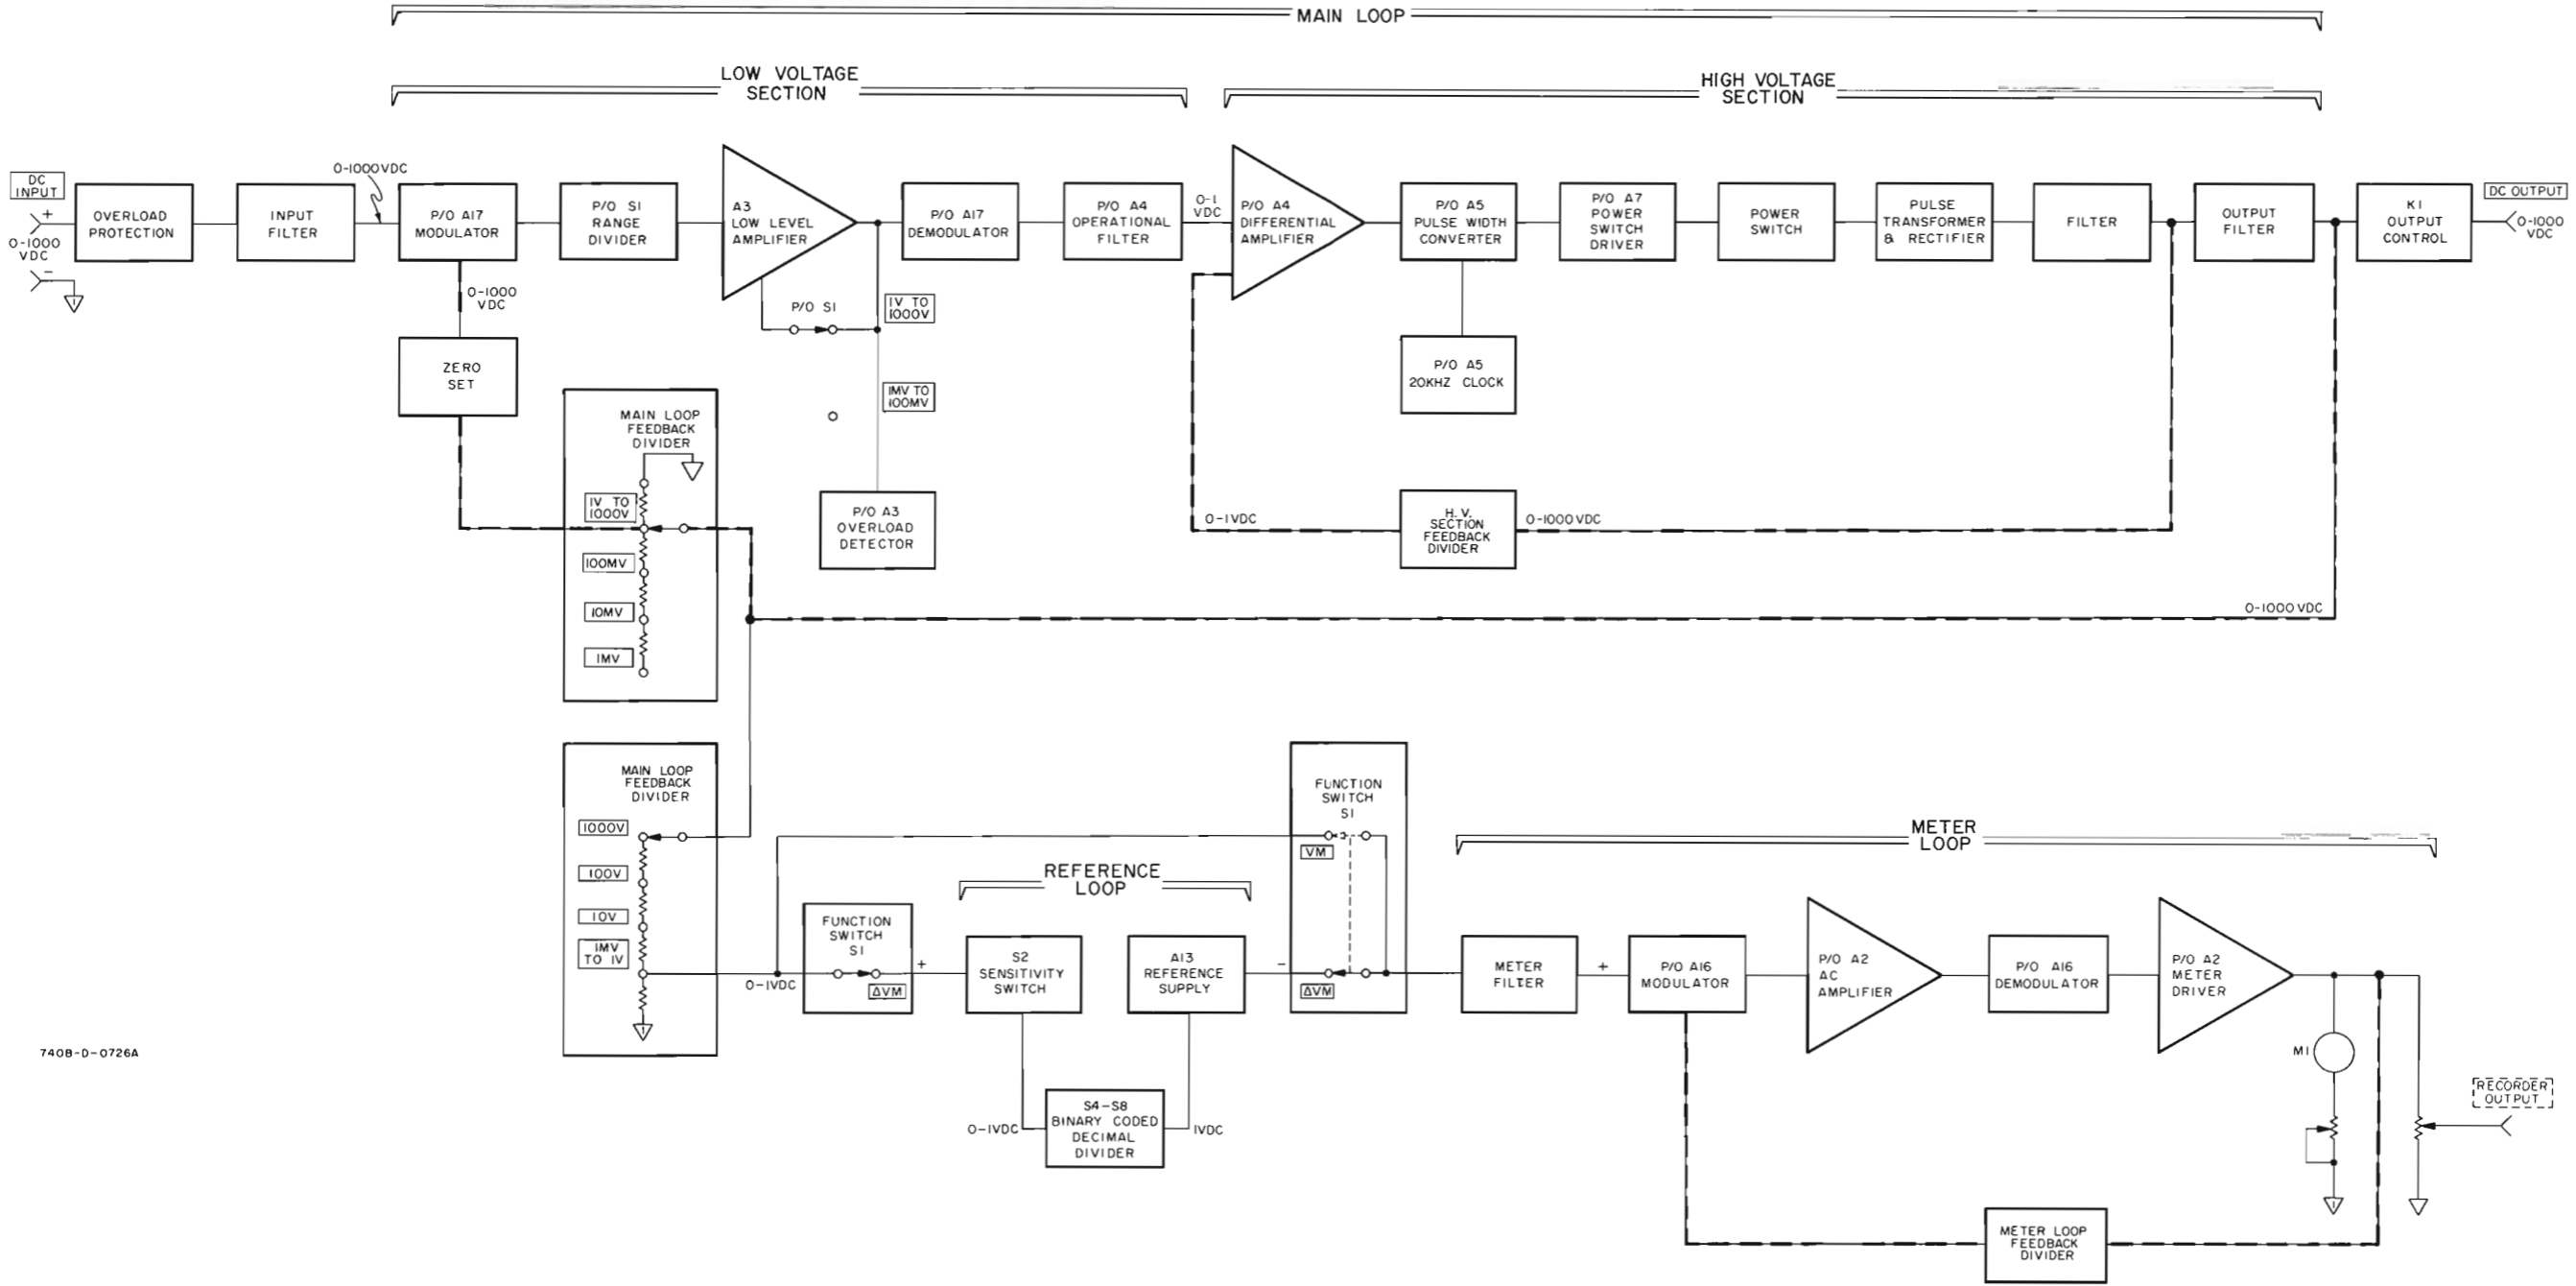 MAIN LOOP
LOW VOLTAGE
SECTION
HIGH VOLTAGE
SECTION
DC
INPUT
+
0-1000
VDC
-
OVERLOAD
PROTECTION
INPUT
FILTER
0-1000VDC
P/O A17
MODULATOR
P/O S1
RANGE
DIVIDER
A3
LOW LEVEL
AMPLIFIER
P/O A17
DEMODULATOR
P/O A4
OPERATIONAL
FILTER
0-1
VDC
P/O A4
DIFFERENTIAL
AMPLIFIER
P/O A5
PULSE WIDTH
CONVERTER
P/O A7
POWER
SWITCH
DRIVER
POWER
SWITCH
PULSE
TRANSFORMER
& RECTIFIER
FILTER
OUTPUT
FILTER
K1
OUTPUT
CONTROL
DC OUTPUT
0-1000
VDC
0-1000
VDC
P/O S1
1V TO
1000V
ZERO
SET
P/O A5
20KHZ CLOCK
1MV TO
100MV
MAIN LOOP
FEEDBACK
DIVIDER
1V TO
1000V
100MV
10MV
1MV
P/O A3
OVERLOAD
DETECTOR
0-1VDC
H.V.
SECTION
FEEDBACK
DIVIDER
0-1000VDC
0-1000VDC
MAIN LOOP
FEEDBACK
DIVIDER
1000V
100V
10V
1MV
TO 1V
0-1VDC
FUNCTION
SWITCH
S1
ΔVM
+
REFERENCE
LOOP
S2
SENSITIVITY
SWITCH
A13
REFERENCE
SUPPLY
-
FUNCTION
SWITCH
S1
VM
ΔVM
METER
LOOP
METER
FILTER
+
P/O A16
MODULATOR
P/O A2
AC
AMPLIFIER
P/O A16
DEMODULATOR
P/O A2
METER
DRIVER
M1
RECORDER
OUTPUT
0-1VDC
S4-S8
BINARY CODED
DECIMAL
DIVIDER
1VDC
METER LOOP
FEEDBACK
DIVIDER
740B-D-0726A